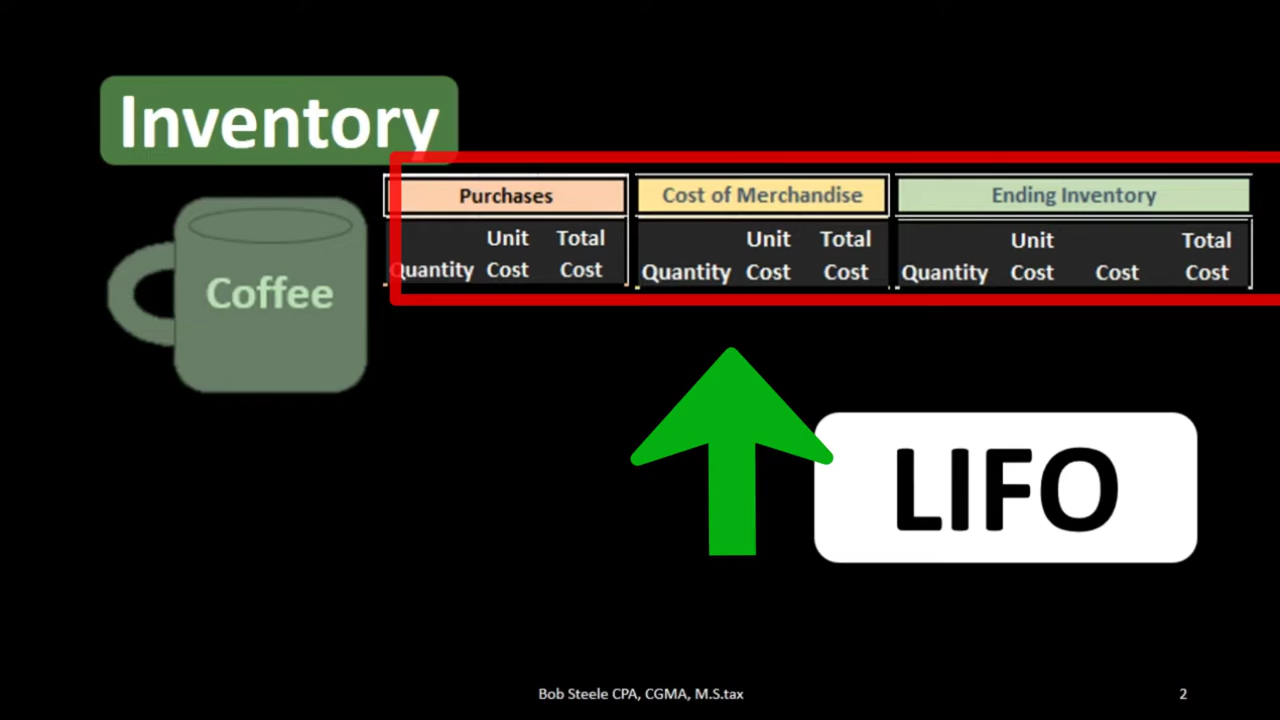 Inventory
Coffee
Purchases Cost of Merchandise Ending Inventory
Unit Total Unit Total Unit Total
Quantity Cost Cost Quantity Cost Cost Quantity Cost Cost Cost
LIFO
Bob Steele CPA, CGMA, M.S.tax 2